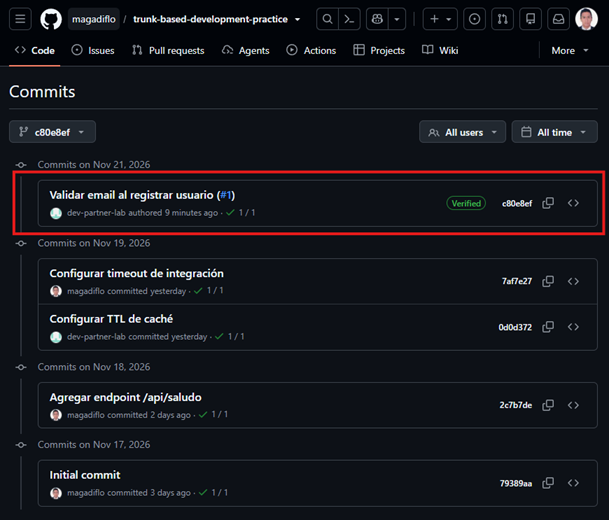 magadiflo / trunk-based-development-practice
Code Issues Pull requests Agents Actions Projects Wiki More
Commits
c80e8ef All users All time
Commits on Nov 21, 2026
Validar email al registrar usuario (#1)
Verified c80e8ef
dev-partner-lab authored 9 minutes ago · 1 / 1
Commits on Nov 19, 2026
Configurar timeout de integración
7af7e27
magadiflo committed yesterday · 1 / 1
Configurar TTL de caché
0d0d372
dev-partner-lab committed yesterday · 1 / 1
Commits on Nov 18, 2026
Agregar endpoint /api/saludo
2c7b7de
magadiflo committed 2 days ago · 1 / 1
Commits on Nov 17, 2026
Initial commit
79389aa
magadiflo committed 3 days ago · 1 / 1